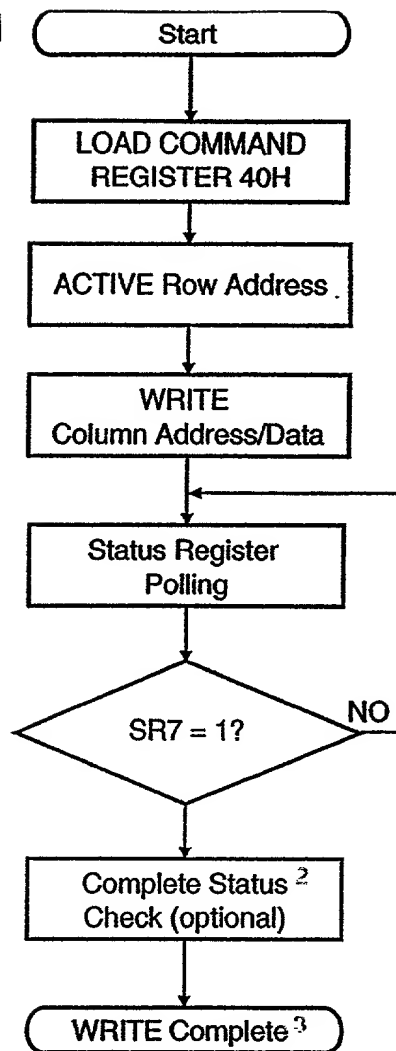 Start
LOAD COMMAND
REGISTER 40H
ACTIVE Row Address
WRITE
Column Address/Data
Status Register
Polling
SR7 = 1?
NO
Complete Status 2
Check (optional)
WRITE Complete 3